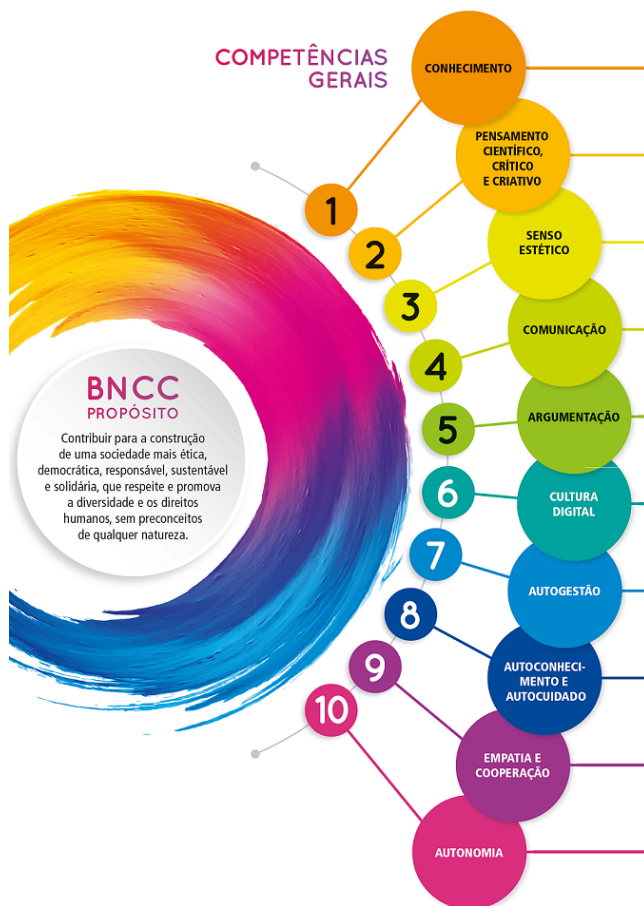 COMPETÊNCIAS
GERAIS
BNCC
PROPÓSITO
Contribuir para a construção
de uma sociedade mais ética,
democrática, responsável, sustentável
e solidária, que respeite e promova
a diversidade e os direitos
humanos, sem preconceitos
de qualquer natureza.
1
CONHECIMENTO
2
PENSAMENTO
CIENTÍFICO,
CRÍTICO
E CRIATIVO
3
SENSO
ESTÉTICO
4
COMUNICAÇÃO
5
ARGUMENTAÇÃO
6
CULTURA
DIGITAL
7
AUTOGESTÃO
8
AUTOCONHECI-
MENTO E
AUTOCUIDADO
9
EMPATIA E
COOPERAÇÃO
10
AUTONOMIA